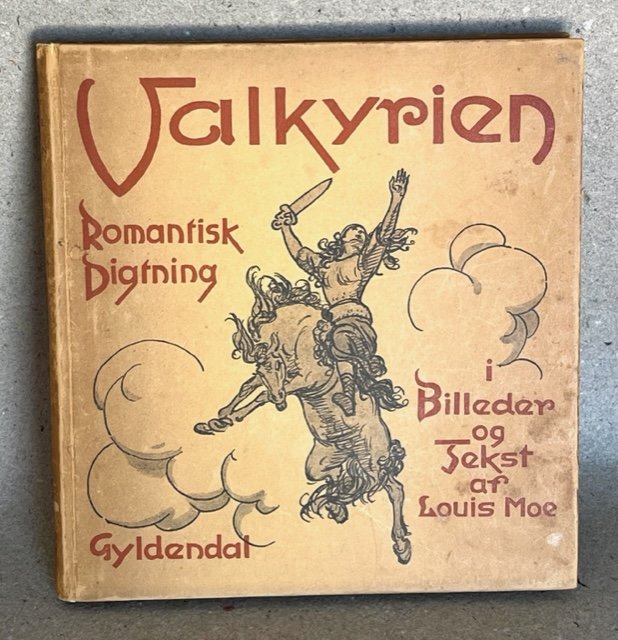 Valkyrien
Romantisk
Digtning
i
Billeder
og
Tekst
af
Louis Moe
Gyldendal